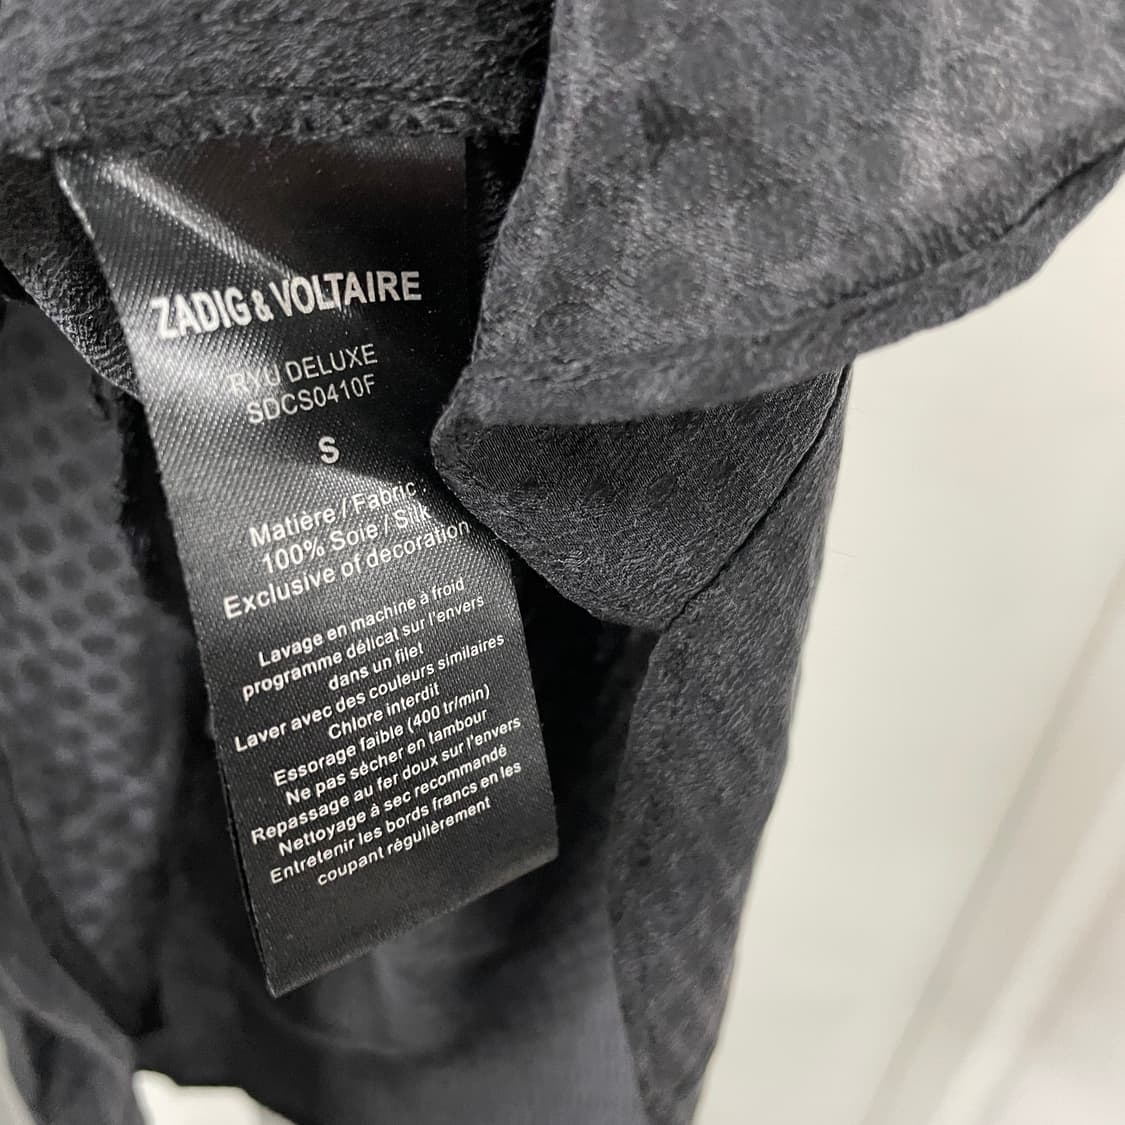 ZADIG & VOLTAIRE
RYU DELUXE
SDCS0410F
S
Matière / Fabric :
100% Soie / Silk
Exclusive of decoration
Lavage en machine à froid
programme délicat sur l'envers
dans un filet
Laver avec des couleurs similaires
Chlore interdit
Essorage faible (400 tr/min)
Ne pas sécher en tambour
Repassage au fer doux sur l'envers
Nettoyage à sec recommandé
Entretenir les bords francs en les
coupant régulièrement